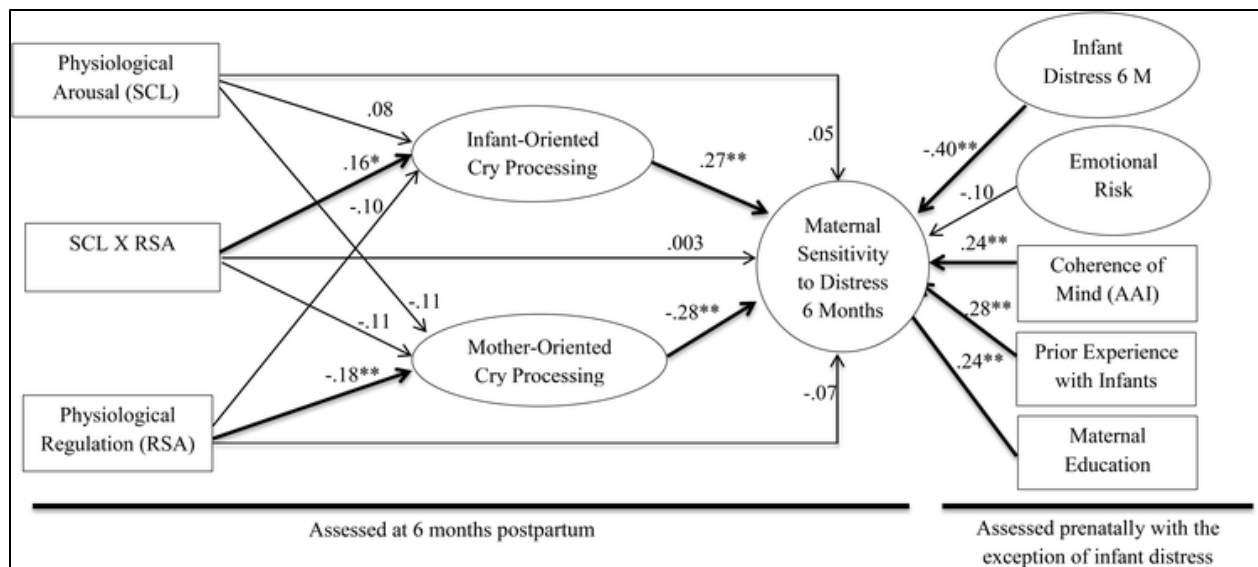 Physiological
Arousal (SCL)
SCL X RSA
Physiological
Regulation (RSA)
.08
.16*
-.10
-.11
-.11
-.18**
Infant-Oriented
Cry Processing
Mother-Oriented
Cry Processing
.27**
.003
-.28**
.05
-.07
Maternal
Sensitivity
to Distress
6 Months
-.40**
-.10
.24**
.28**
.24**
Infant
Distress 6 M
Emotional
Risk
Coherence of
Mind (AAI)
Prior Experience
with Infants
Maternal
Education
Assessed at 6 months postpartum
Assessed prenatally with the
exception of infant distress